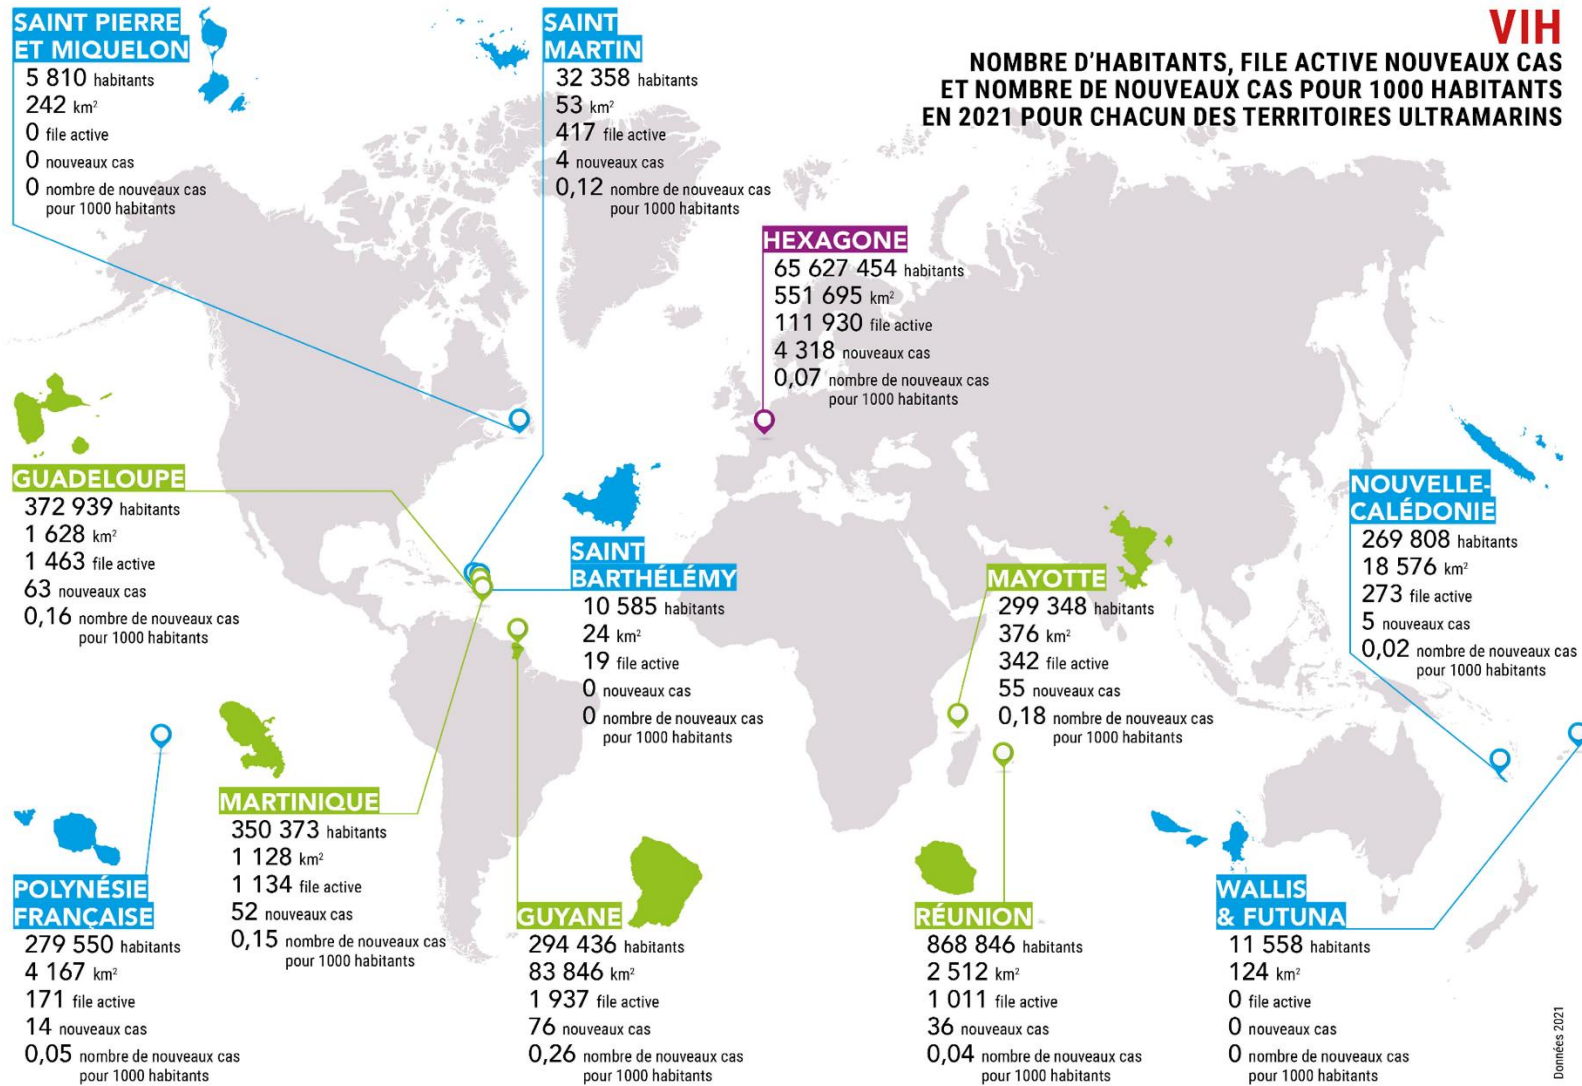 VIH
NOMBRE D'HABITANTS, FILE ACTIVE NOUVEAUX CAS
ET NOMBRE DE NOUVEAUX CAS POUR 1000 HABITANTS
EN 2021 POUR CHACUN DES TERRITOIRES ULTRAMARINS
SAINT PIERRE
ET MIQUELON
5 810 habitants
242 km²
0 file active
0 nouveaux cas
0 nombre de nouveaux cas
pour 1000 habitants
SAINT
MARTIN
32 358 habitants
53 km²
417 file active
4 nouveaux cas
0,12 nombre de nouveaux cas
pour 1000 habitants
HEXAGONE
65 627 454 habitants
551 695 km²
111 930 file active
4 318 nouveaux cas
0,07 nombre de nouveaux cas
pour 1000 habitants
GUADELOUPE
372 939 habitants
1 628 km²
1 463 file active
63 nouveaux cas
0,16 nombre de nouveaux cas
pour 1000 habitants
SAINT
BARTHÉLÉMY
10 585 habitants
24 km²
19 file active
0 nouveaux cas
0 nombre de nouveaux cas
pour 1000 habitants
MAYOTTE
299 348 habitants
376 km²
342 file active
55 nouveaux cas
0,18 nombre de nouveaux cas
pour 1000 habitants
NOUVELLE-
CALÉDONIE
269 808 habitants
18 576 km²
273 file active
5 nouveaux cas
0,02 nombre de nouveaux cas
pour 1000 habitants
POLYNÉSIE
FRANÇAISE
279 550 habitants
4 167 km²
171 file active
14 nouveaux cas
0,05 nombre de nouveaux cas
pour 1000 habitants
MARTINIQUE
350 373 habitants
1 128 km²
1 134 file active
52 nouveaux cas
0,15 nombre de nouveaux cas
pour 1000 habitants
GUYANE
294 436 habitants
83 846 km²
1 937 file active
76 nouveaux cas
0,26 nombre de nouveaux cas
pour 1000 habitants
RÉUNION
868 846 habitants
2 512 km²
1 011 file active
36 nouveaux cas
0,04 nombre de nouveaux cas
pour 1000 habitants
WALLIS
& FUTUNA
11 558 habitants
124 km²
0 file active
0 nouveaux cas
0 nombre de nouveaux cas
pour 1000 habitants
Données 2021